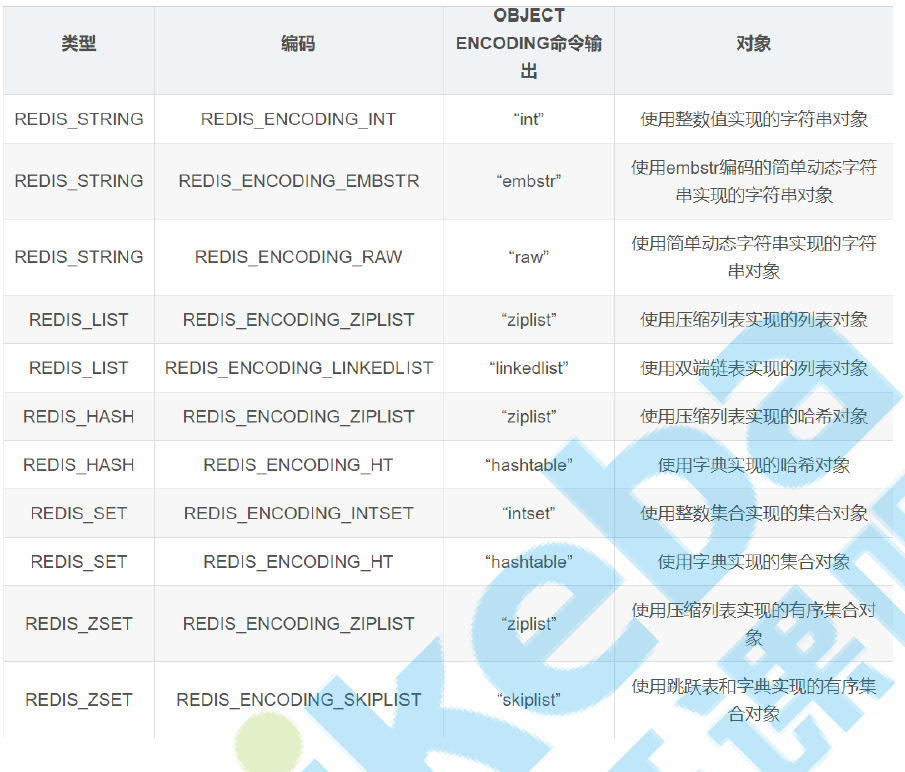 类型 编码 OBJECT ENCODING命令输出 对象
REDIS_STRING REDIS_ENCODING_INT “int” 使用整数值实现的字符串对象
REDIS_STRING REDIS_ENCODING_EMBSTR “embstr” 使用embstr编码的简单动态字符串实现的字符串对象
REDIS_STRING REDIS_ENCODING_RAW “raw” 使用简单动态字符串实现的字符串对象
REDIS_LIST REDIS_ENCODING_ZIPLIST “ziplist” 使用压缩列表实现的列表对象
REDIS_LIST REDIS_ENCODING_LINKEDLIST “linkedlist” 使用双端链表实现的列表对象
REDIS_HASH REDIS_ENCODING_ZIPLIST “ziplist” 使用压缩列表实现的哈希对象
REDIS_HASH REDIS_ENCODING_HT “hashtable” 使用字典实现的哈希对象
REDIS_SET REDIS_ENCODING_INTSET “intset” 使用整数集合实现的集合对象
REDIS_SET REDIS_ENCODING_HT “hashtable” 使用字典实现的集合对象
REDIS_ZSET REDIS_ENCODING_ZIPLIST “ziplist” 使用压缩列表实现的有序集合对象
REDIS_ZSET REDIS_ENCODING_SKIPLIST “skiplist” 使用跳跃表和字典实现的有序集合对象
ikeba
课